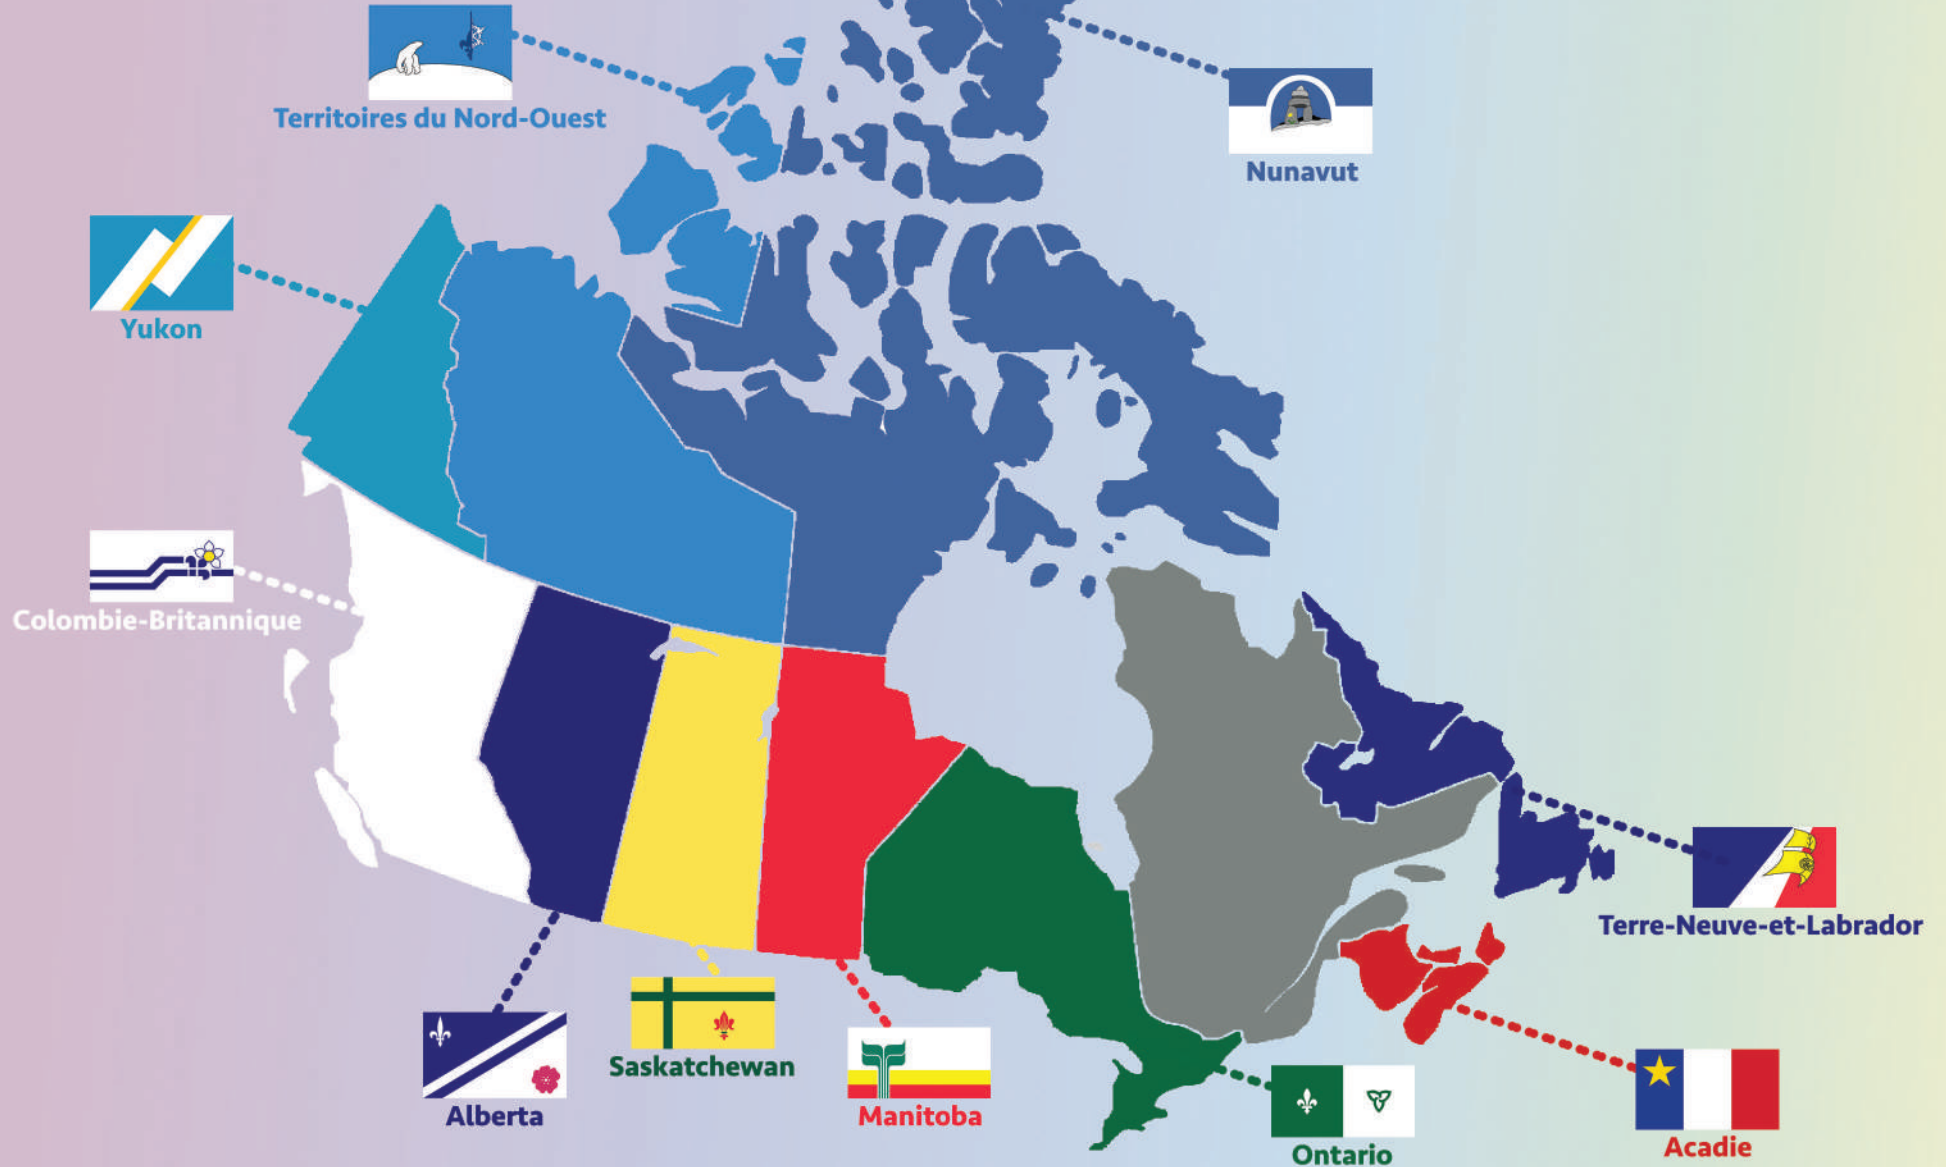 Territoires du Nord-Ouest
Nunavut
Yukon
Colombie-Britannique
Terre-Neuve-et-Labrador
Saskatchewan
Alberta
Manitoba
Ontario
Acadie